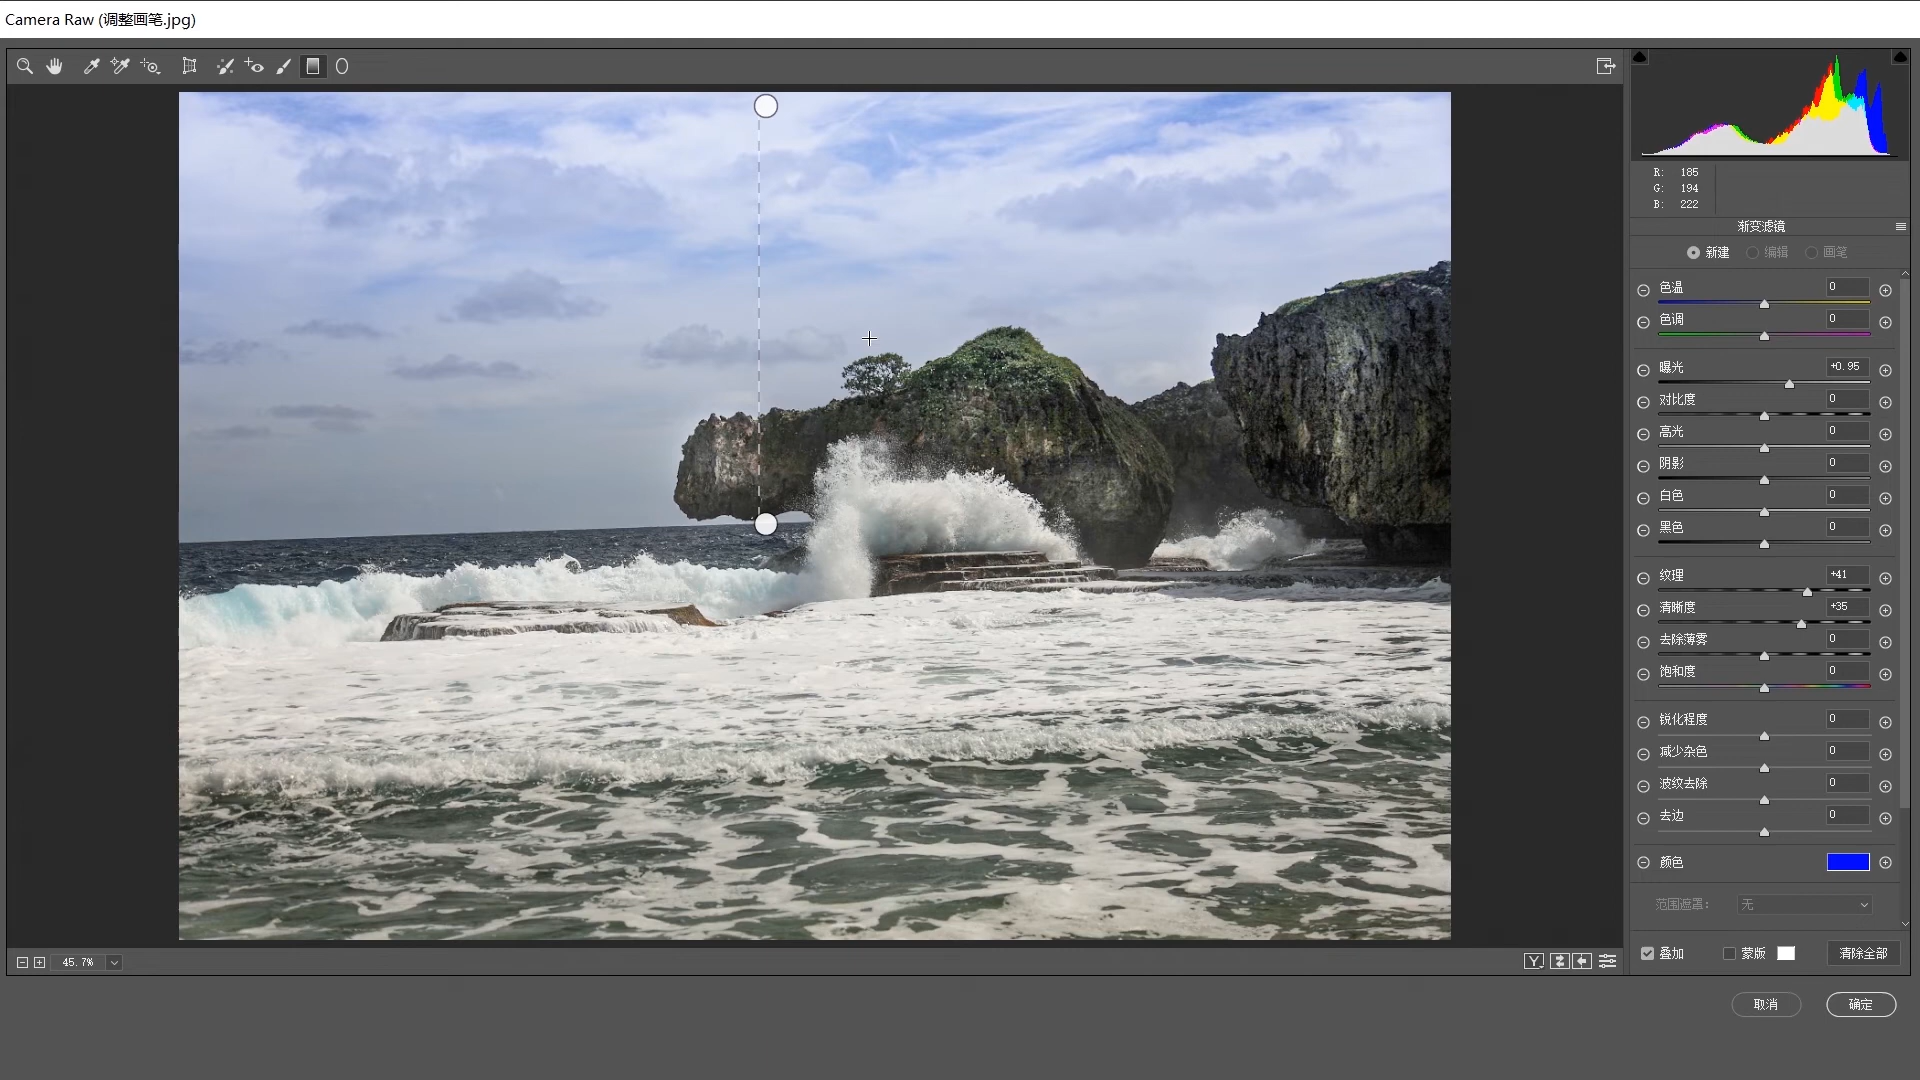 Camera Raw (调整画笔.jpg)
R: 185
G: 194
B: 222
渐变滤镜
新建 编辑 画笔
色温 0
色调 0
曝光 +0.95
对比度 0
高光 0
阴影 0
白色 0
黑色 0
纹理 +41
清晰度 +35
去除薄雾 0
饱和度 0
锐化程度 0
减少杂色 0
波纹去除 0
去边 0
颜色
范围遮罩: 无
叠加 蒙版 清除全部
45.7% Y
取消 确定